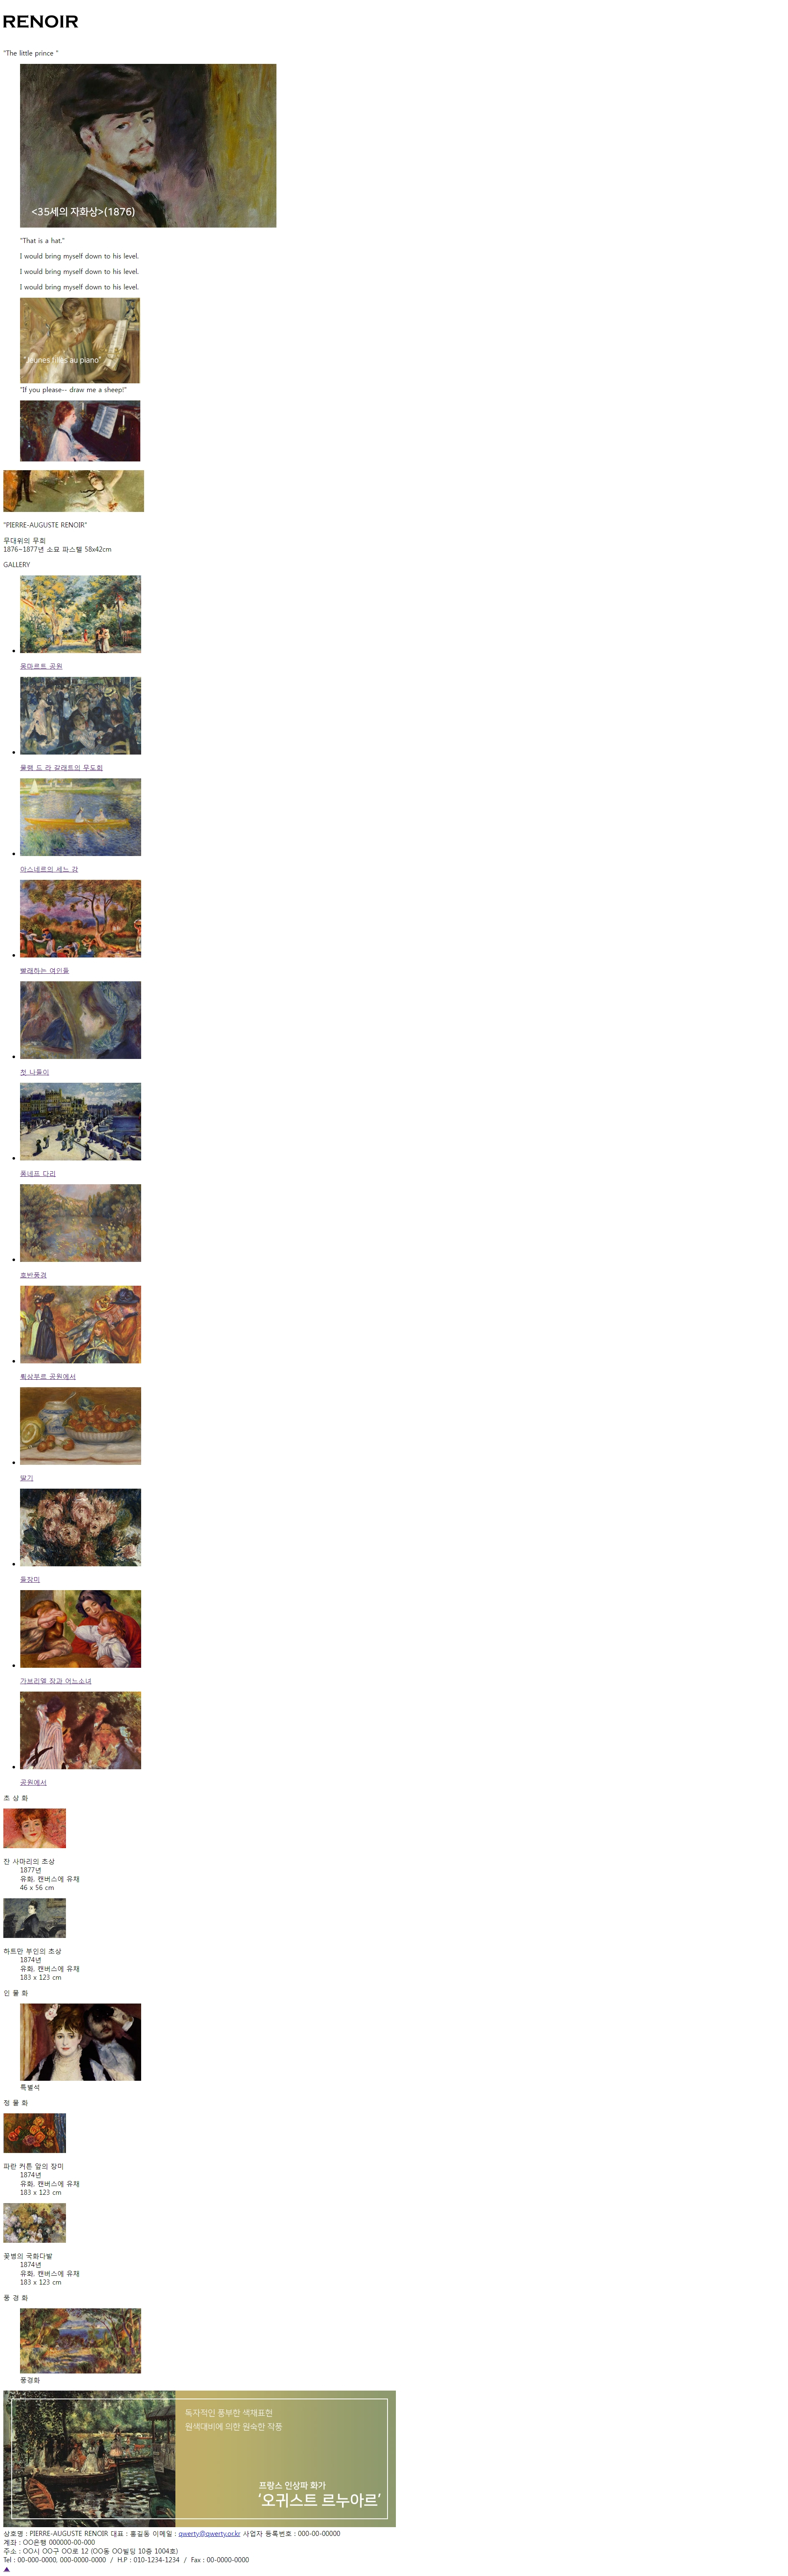 RENOIR
"The little prince "
<35세의 자화상>(1876)
"That is a hat."
I would bring myself down to his level.
I would bring myself down to his level.
I would bring myself down to his level.
"Jeunes filles au piano"
"If you please-- draw me a sheep!"
"PIERRE-AUGUSTE RENOIR"
무대위의 무희
1876~1877년 소묘 파스텔 58x42cm
GALLERY
몽마르트 공원
물랭 드 라 갈래트의 무도회
아스네르의 세느 강
빨래하는 여인들
첫 나들이
퐁네프 다리
호반풍경
뤽상부르 공원에서
딸기
들장미
가브리엘 장과 어느소녀
공원에서
초 상 화
잔 사마리의 초상
1877년
유화, 캔버스에 유채
46 x 56 cm
하트만 부인의 초상
1874년
유화, 캔버스에 유채
183 x 123 cm
인 물 화
특별석
정 물 화
파란 커튼 앞의 장미
1874년
유화, 캔버스에 유채
183 x 123 cm
꽃병의 국화다발
1874년
유화, 캔버스에 유채
183 x 123 cm
풍 경 화
풍경화
독자적인 풍부한 색채표현
원색대비에 의한 원숙한 작풍
프랑스 인상파 화가
‘오귀스트 르누아르’
상호명 : PIERRE-AUGUSTE RENOIR 대표 : 홍길동 이메일 : qwerty@qwerty.or.kr 사업자 등록번호 : 000-00-00000
계좌 : OO은행 000000-00-000
주소 : OO시 OO구 OO로 12 (OO동 OO빌딩 10층 1004호)
Tel : 00-000-0000, 000-0000-0000 / H.P : 010-1234-1234 / Fax : 00-0000-0000
▲